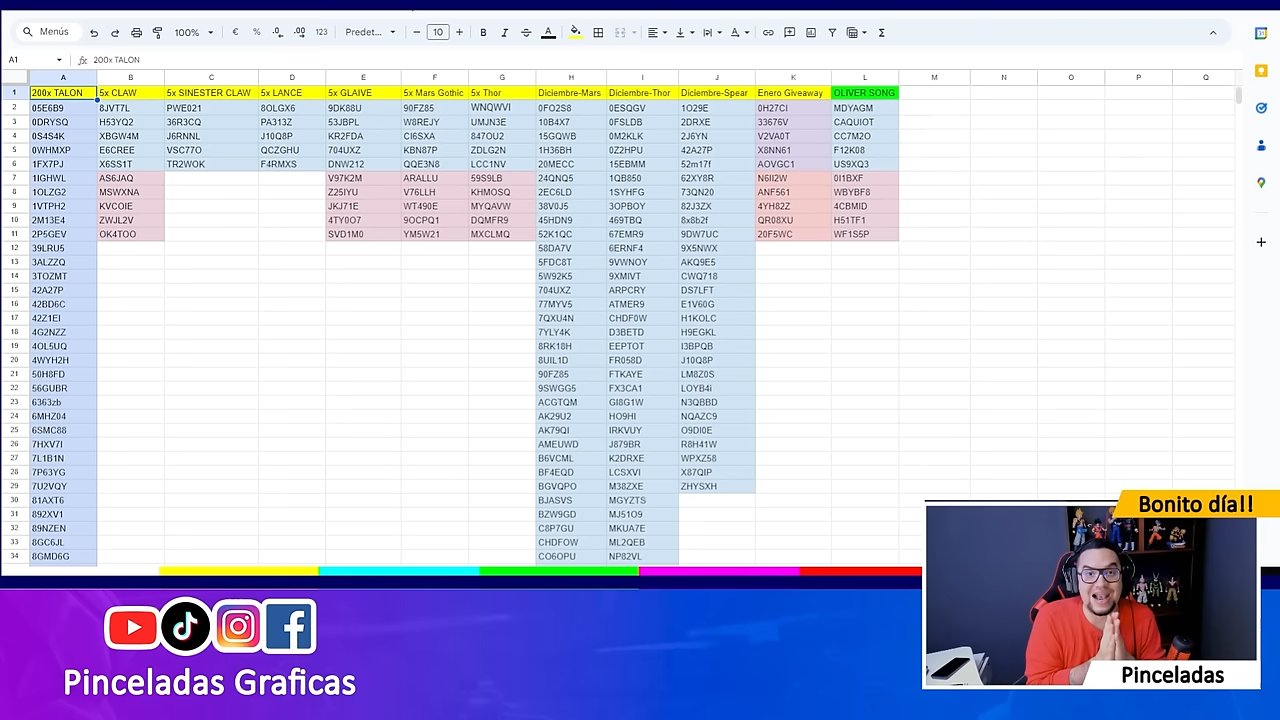 Menús 100% € % .0 .00 123 Predet... 10 B I A Σ
A1 fx 200x TALON
A B C D E F G H I J K L M N O P Q
1 200x TALON 5x CLAW 5x SINESTER CLAW 5x LANCE 5x GLAIVE 5x Mars Gothic 5x Thor Diciembre-Mars Diciembre-Thor Diciembre-Spear Enero Giveaway OLIVER SONG
2 05E6B9 8JVT7L PWE021 8OLGX6 9DK88U 90FZ85 WNQWVI 0FO2S8 0ESQGV 1O29E 0H27CI MDYAGM
3 0DRYSQ H53YQ2 36R3CQ PA313Z 53JBPL W8REJY UMJN3E 10B4X7 0FSLDB 2DRXE 33676V CAQUIOT
4 0S4S4K XBGW4M J6RNNL J10Q8P KR2FDA CI6SXA 847OU2 15GQWB 0M2KLK 2J6YN V2VA0T CC7M2O
5 0WHMXP E6CREE VSC77O QCZGHU 704UXZ KBN87P ZDLG2N 1H36BH 0Z2HPU 42A27P X8NN61 F12K08
6 1FX7PJ X6SS1T TR2WOK F4RMXS DNW212 QQE3N8 LCC1NV 20MECC 15EBMM 52m17f AOVGC1 US9XQ3
7 1IGHWL AS6JAQ V97K2M ARALLU 59S9LB 24QNQ5 1QB850 62XY8R N6II2W 0I1BXF
8 1OLZG2 MSWXNA Z25IYU V76LLH KHMOSQ 2EC6LD 1SYHFG 73QN20 ANF561 WBYBF8
9 1VTPH2 KVCOIE JKJ71E WT490E MYQAVW 38V0J5 3OPBOY 82J3ZX 4YH82Z 4CBMID
10 2M13E4 ZWJL2V 4TY0O7 9OCPQ1 DQMFR9 45HDN9 469TBQ 8x8b2f QR08XU H51TF1
11 2P5GEV OK4TOO SVD1M0 YM5W21 MXCLMQ 52K1QC 67EMR9 9DW7UC 20F5WC WF1S5P
12 39LRU5 58DA7V 6ERNF4 9X5NWX
13 3ALZZQ 5FDC8T 9VWNOY AKQ9E5
14 3TOZMT 5W92K5 9XMIVT CWQ718
15 42A27P 704UXZ ARPCRY DS7LFT
16 42BD6C 77MYV5 ATMER9 E1V60G
17 42Z1EI 7QXU4N CHDF0W H1KOLC
18 4G2NZZ 7YLY4K D3BETD H9EGKL
19 4OL5UQ 8RK18H EEPTOT I3BPQB
20 4WYH2H 8UIL1D FR058D J10Q8P
21 50H8FD 90FZ85 FTKAYE LM8Z0S
22 56GUBR 9SWGG5 FX3CA1 LOYB4i
23 6363zb ACGTQM GI8G1W N3QBBD
24 6MHZ04 AK29U2 HO9HI NQAZC9
25 6SMC88 AK79QI IRKVUY O9DI0E
26 7HXV7I AMEUWD J879BR R8H41W
27 7L1B1N B6VCML K2DRXE WPXZ58
28 7P63YG BF4EQD LCSXVI X87QIP
29 7U2VQY BGVQPO M38ZXE ZHYSXH
30 81AXT6 BJASVS MGYZTS
31 892XV1 BZW9GD MJ51O9
32 89NZEN C8P7GU MKUA7E
33 8GC6JL CHDFOW ML2QEB
34 8GMD6G CO6OPU NP82VL
Bonito día!!
Pinceladas
Pinceladas Graficas